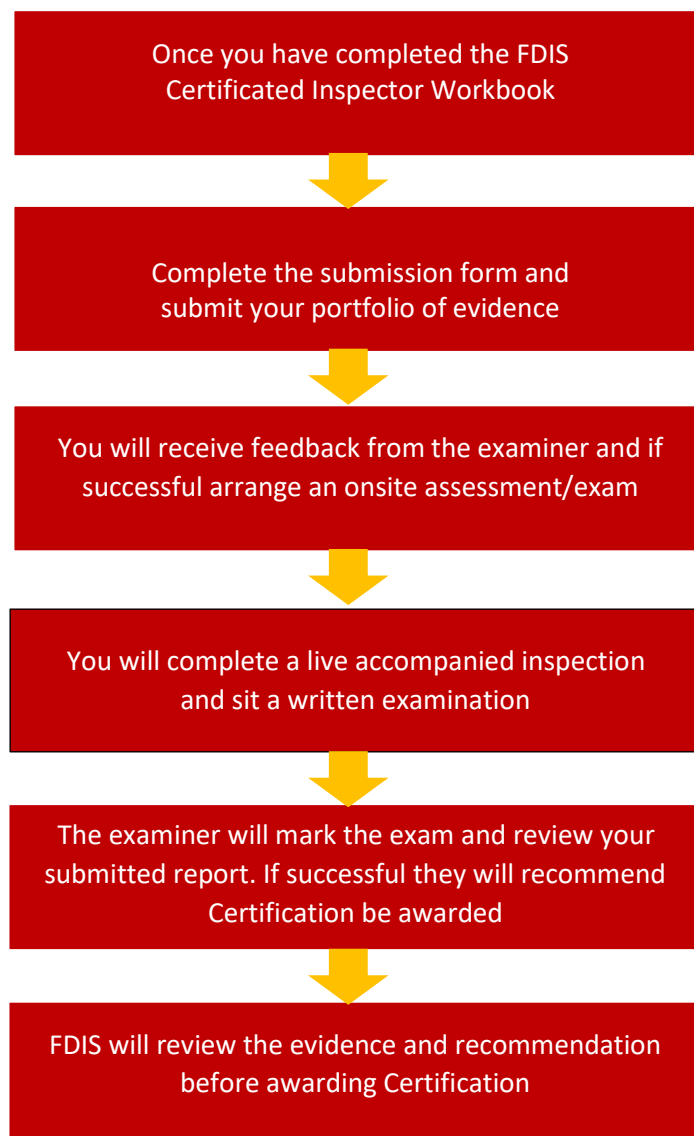 Once you have completed the FDIS
Certificated Inspector Workbook
Complete the submission form and
submit your portfolio of evidence
You will receive feedback from the examiner and if
successful arrange an onsite assessment/exam
You will complete a live accompanied inspection
and sit a written examination
The examiner will mark the exam and review your
submitted report. If successful they will recommend
Certification be awarded
FDIS will review the evidence and recommendation
before awarding Certification